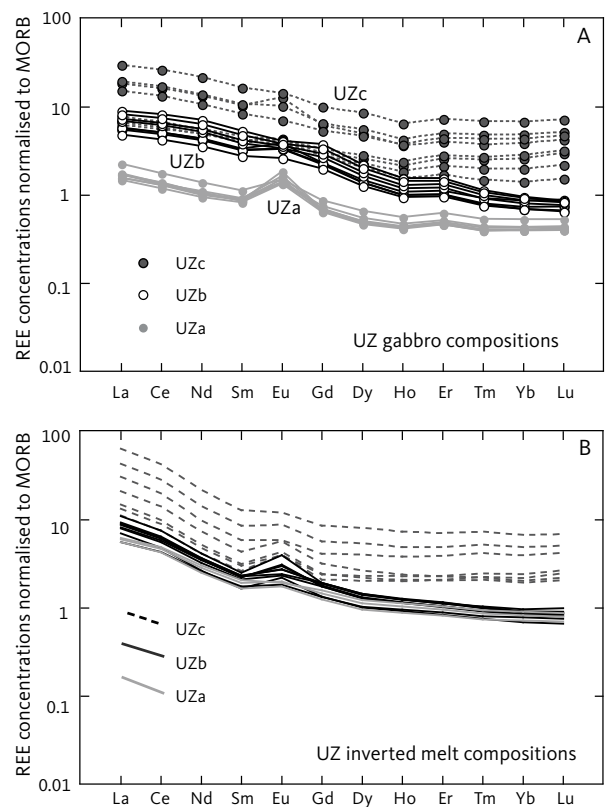 REE concentrations normalised to MORB
100
10
1
0.1
0.01
A
UZc
UZb
UZa
UZc
UZb
UZa
UZ gabbro compositions
La Ce Nd Sm Eu Gd Dy Ho Er Tm Yb Lu
REE concentrations normalised to MORB
100
10
1
0.1
0.01
B
UZc
UZb
UZa
UZ inverted melt compositions
La Ce Nd Sm Eu Gd Dy Ho Er Tm Yb Lu